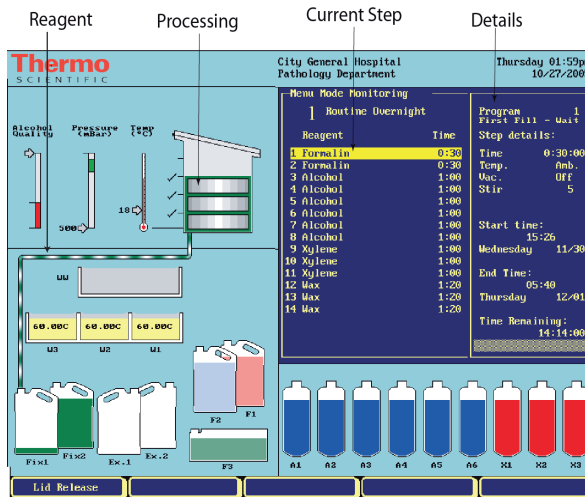 Reagent Processing Current Step Details
Thermo
SCIENTIFIC
City General Hospital
Pathology Department
Thursday 01:59pm
10/27/200
Menu Mode Monitoring
1 Routine Overnight
Reagent Time
1 Formalin 0:30
2 Formalin 0:30
3 Alcohol 1:00
4 Alcohol 1:00
5 Alcohol 1:00
6 Alcohol 1:00
7 Alcohol 1:00
8 Alcohol 1:00
9 Xylene 1:00
10 Xylene 1:00
11 Xylene 1:00
12 Wax 1:20
13 Wax 1:20
14 Wax 1:20
Program 1
First Fill - Wait
Step details:
Time 0:30:00
Temp. Amb.
Vac. Off
Stir 5
Start time:
15:26
Wednesday 11/30
End Time:
05:40
Thursday 12/01
Time Remaining:
14:14:00
Alcohol Quality
Pressure (mBar)
Temp (°C)
500
18
WW
60.00C 60.00C 60.00C
W3 W2 W1
F2 F1
Fix1 Fix2 Ex.1 Ex.2
F3
A1 A2 A3 A4 A5 A6 X1 X2 X3
Lid Release